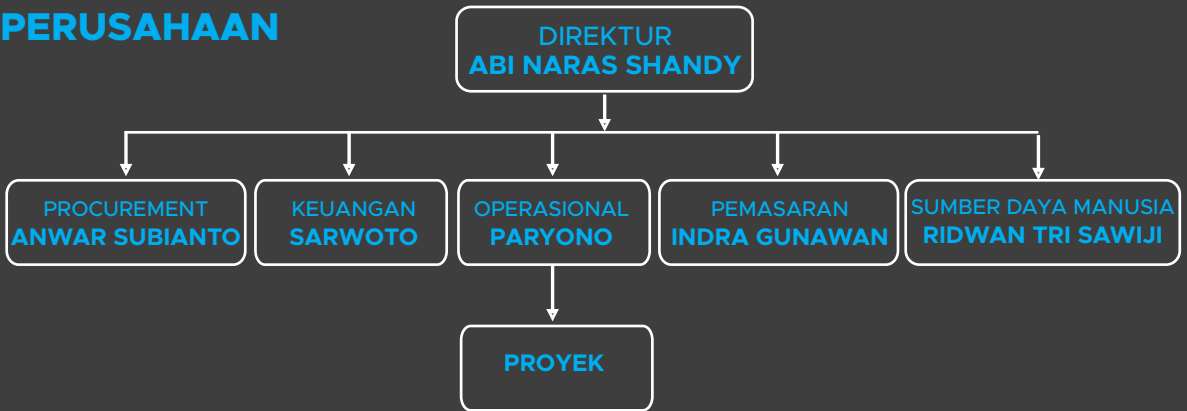 PERUSAHAAN
DIREKTUR
ABI NARAS SHANDY
PROCUREMENT
ANWAR SUBIANTO
KEUANGAN
SARWOTO
OPERASIONAL
PARYONO
PEMASARAN
INDRA GUNAWAN
SUMBER DAYA MANUSIA
RIDWAN TRI SAWIJI
PROYEK